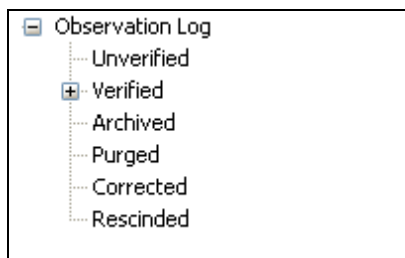 Observation Log
Unverified
Verified
Archived
Purged
Corrected
Rescinded